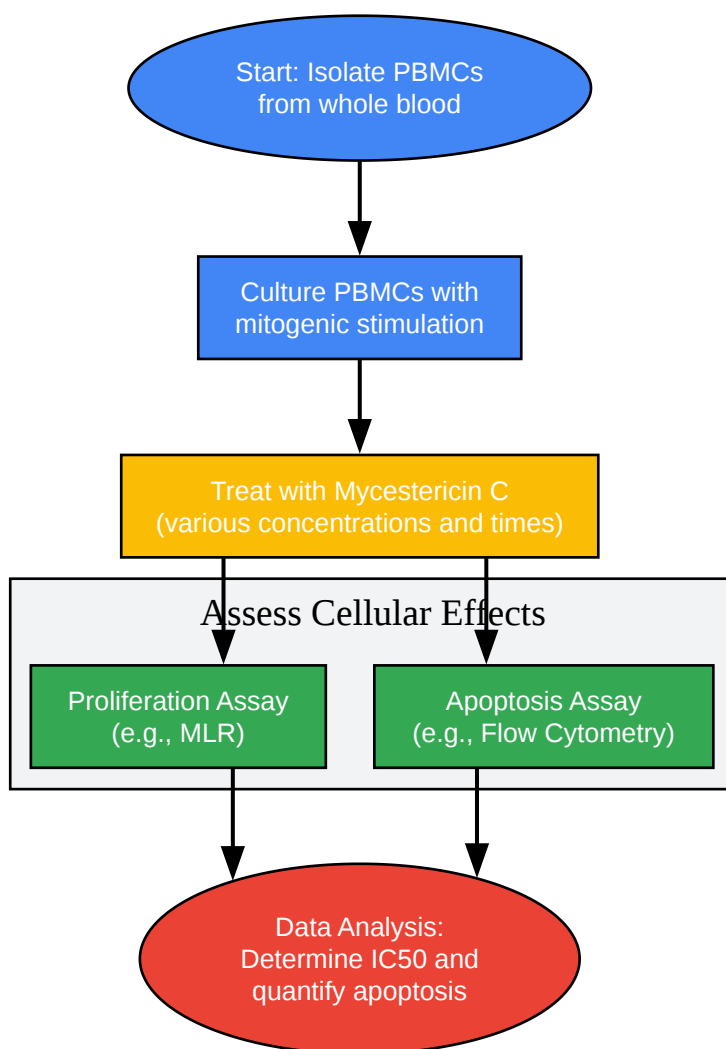 Start: Isolate PBMCs
from whole blood
Culture PBMCs with
mitogenic stimulation
Treat with Mycestericin C
(various concentrations and times)
Assess Cellular Effects
Proliferation Assay
(e.g., MLR)
Apoptosis Assay
(e.g., Flow Cytometry)
Data Analysis:
Determine IC50 and
quantify apoptosis